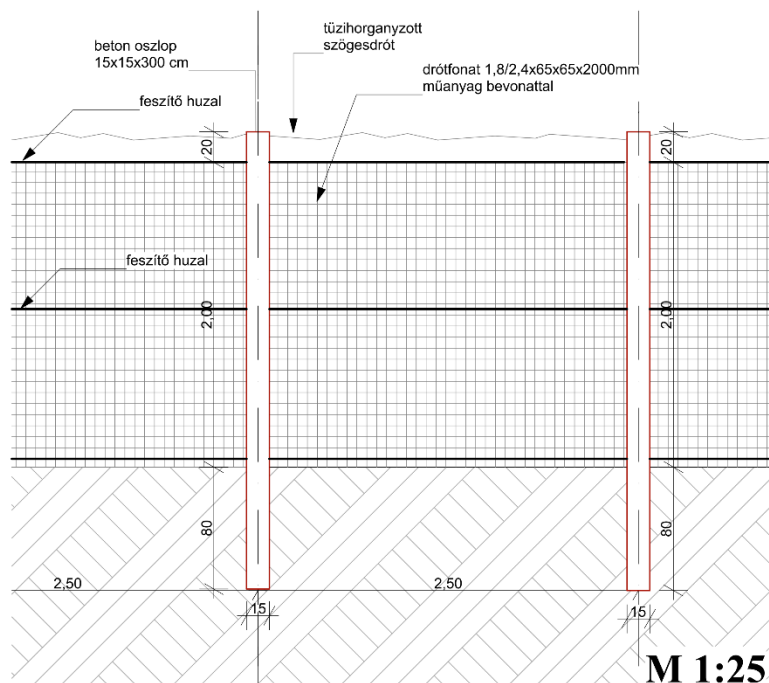 beton oszlop
15x15x300 cm
tüzihorganyzott
szögesdrót
drótfonat 1,8/2,4x65x65x2000mm
műanyag bevonattal
feszítő huzal
20
20
feszítő huzal
2,00
2,00
80
80
2,50
2,50
15
15
M 1:25